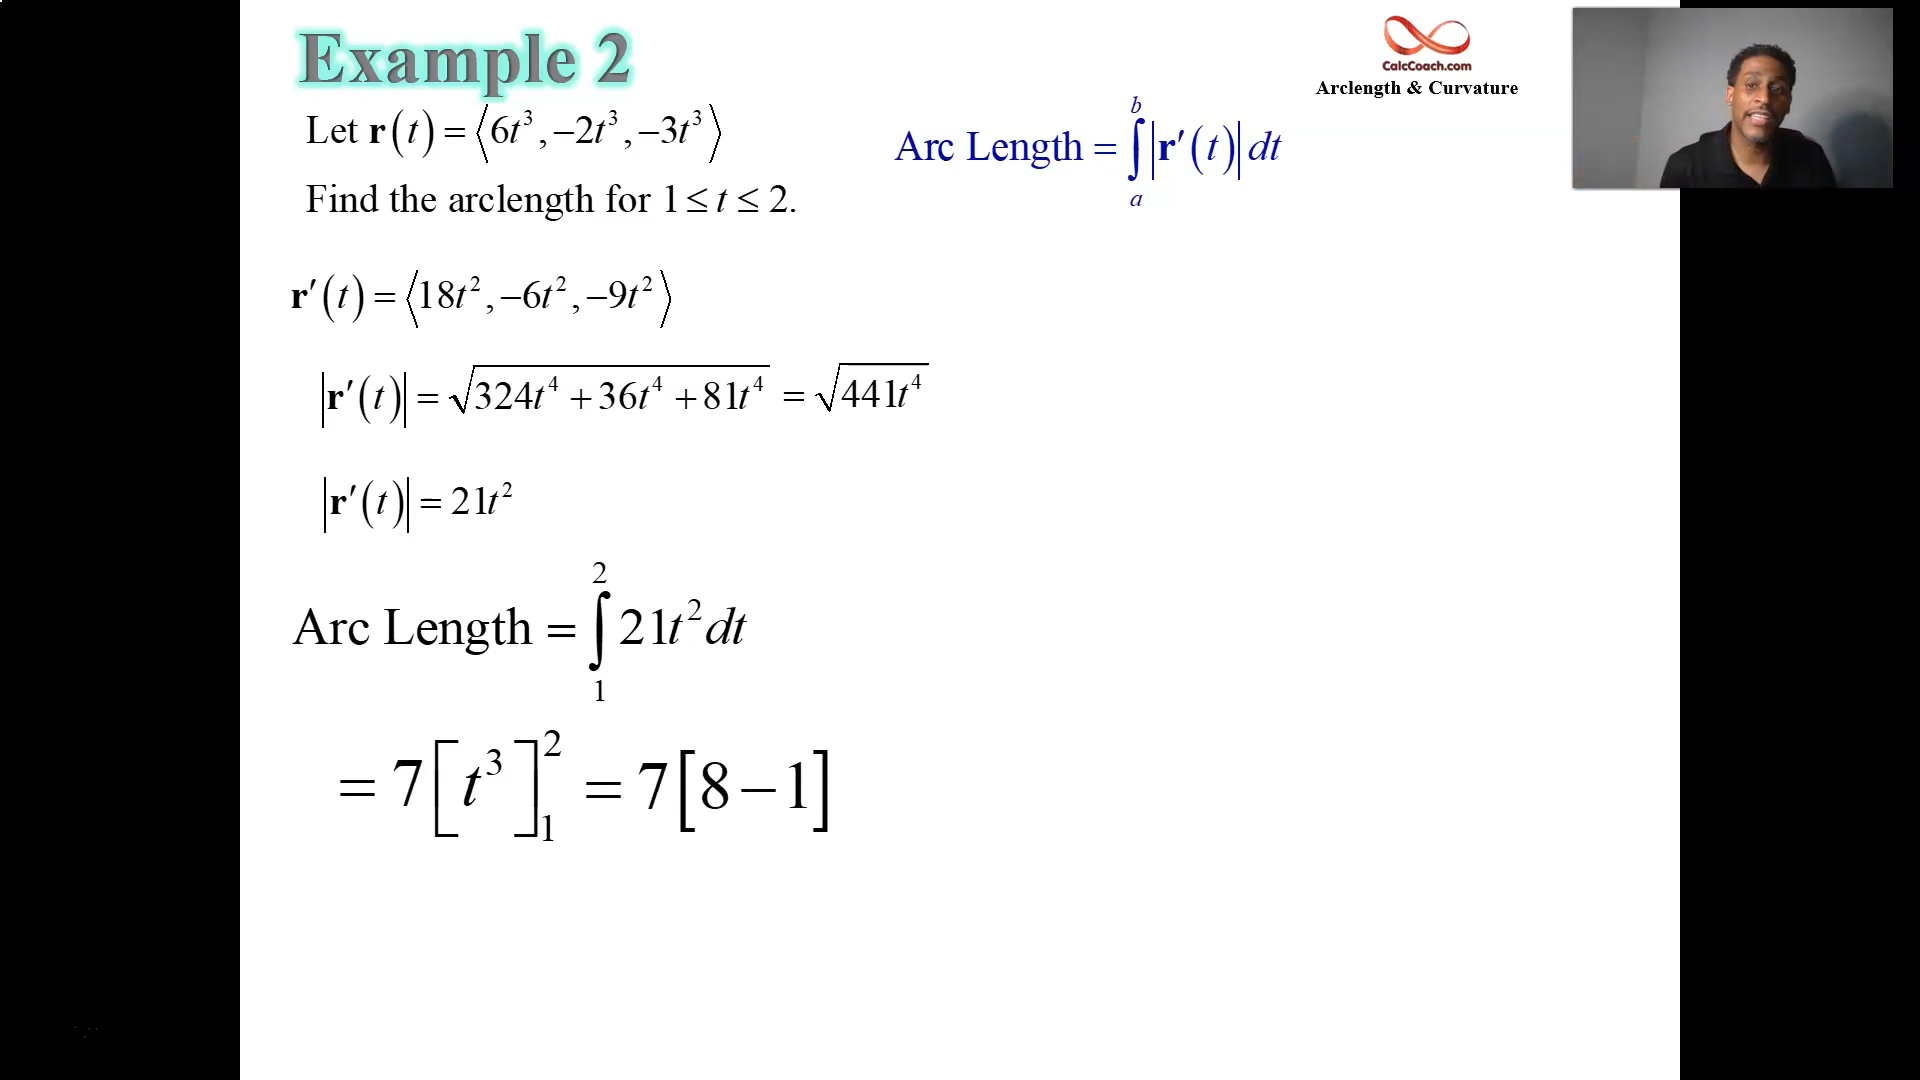 Example 2
CalcCoach.com
Arclength & Curvature
Let r(t) = ⟨6t³, −2t³, −3t³⟩
Arc Length = ∫ₐᵇ |r′(t)| dt
Find the arclength for 1 ≤ t ≤ 2.
r′(t) = ⟨18t², −6t², −9t²⟩
|r′(t)| = √(324t⁴ + 36t⁴ + 81t⁴) = √(441t⁴)
|r′(t)| = 21t²
Arc Length = ∫₁² 21t² dt
= 7[t³]₁² = 7[8 − 1]